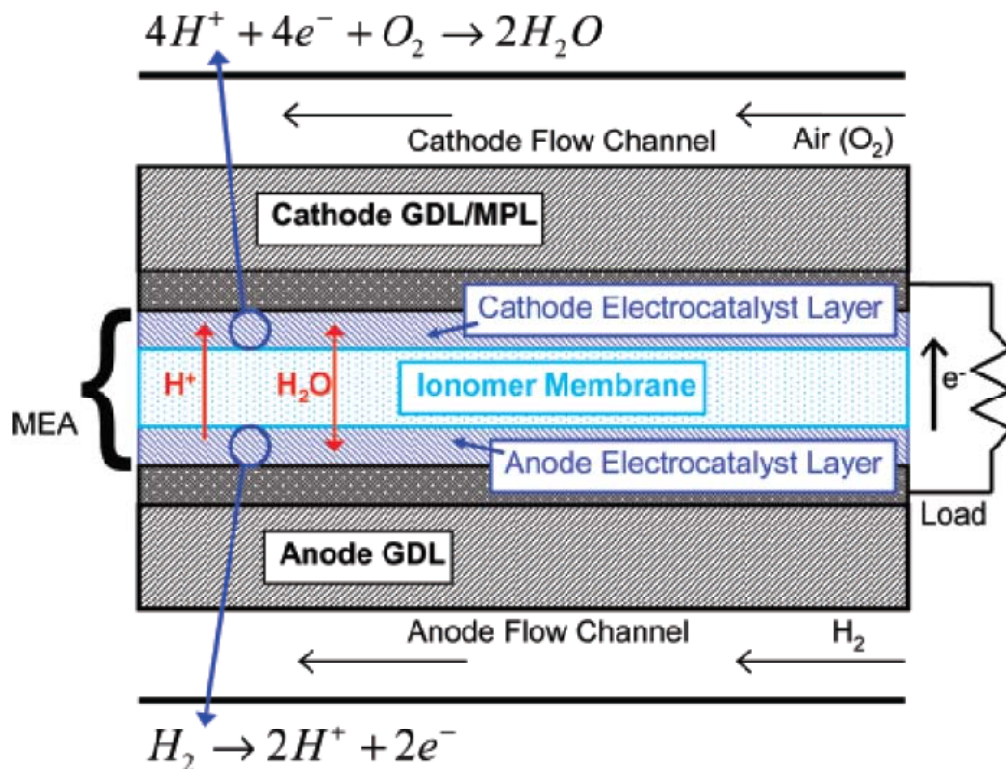 4H⁺ + 4e⁻ + O₂ → 2H₂O
Cathode Flow Channel
Air (O₂)
Cathode GDL/MPL
Cathode Electrocatalyst Layer
H⁺
H₂O
Ionomer Membrane
e⁻
MEA
Anode Electrocatalyst Layer
Load
Anode GDL
Anode Flow Channel
H₂
H₂ → 2H⁺ + 2e⁻